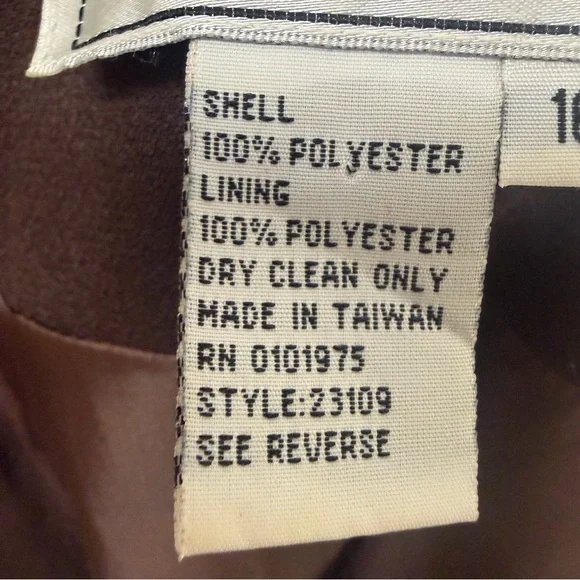 SHELL
100% POLYESTER
LINING
100% POLYESTER
DRY CLEAN ONLY
MADE IN TAIWAN
RN 0101975
STYLE:23109
SEE REVERSE